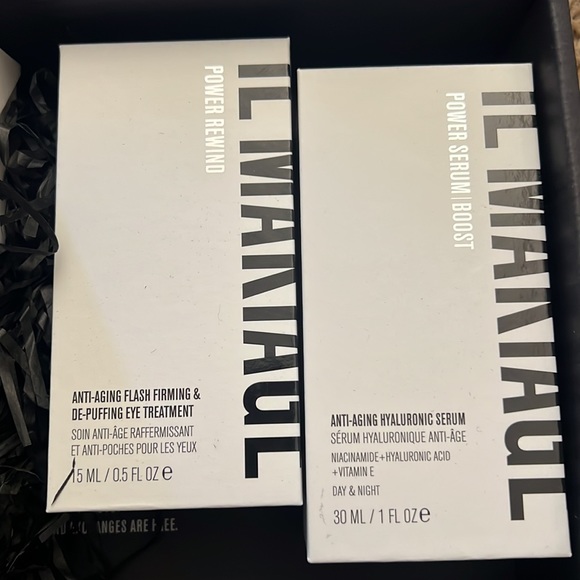 IL MAKIAGE
POWER REWIND
ANTI-AGING FLASH FIRMING &
DE-PUFFING EYE TREATMENT
SOIN ANTI-ÂGE RAFFERMISSANT
ET ANTI-POCHES POUR LES YEUX
15 ML / 0.5 FL OZ e
IL MAKIAGE
POWER SERUM | BOOST
ANTI-AGING HYALURONIC SERUM
SÉRUM HYALURONIQUE ANTI-ÂGE
NIACINAMIDE+HYALURONIC ACID
+VITAMIN E
DAY & NIGHT
30 ML / 1 FL OZ e
ARE FREE.